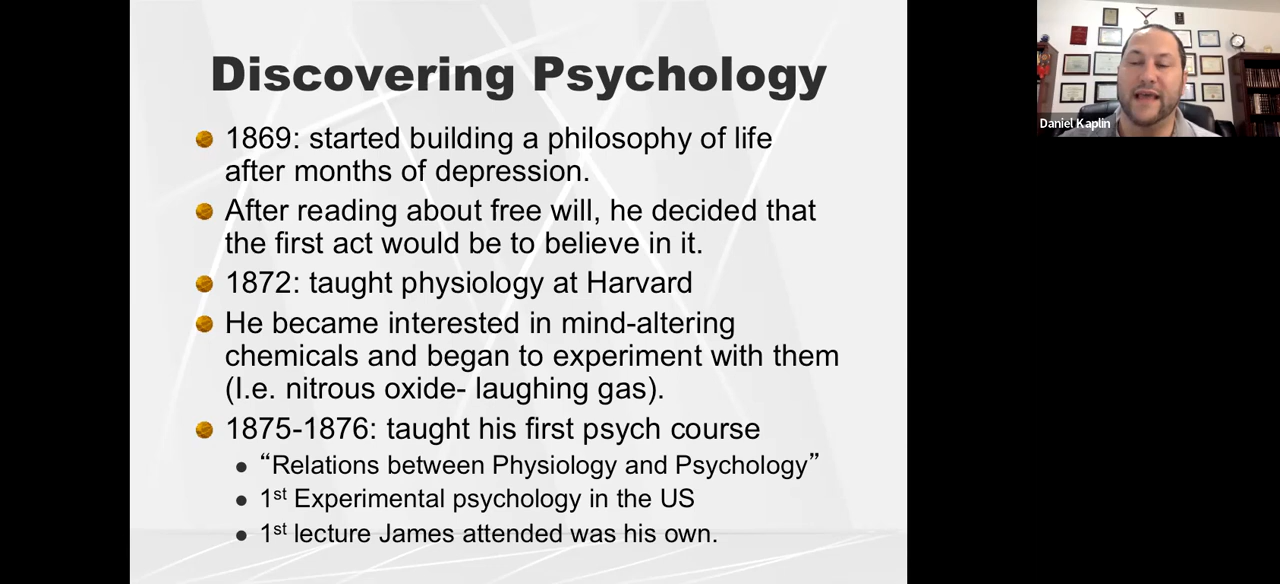 Discovering Psychology
1869: started building a philosophy of life
after months of depression.
After reading about free will, he decided that
the first act would be to believe in it.
1872: taught physiology at Harvard
He became interested in mind-altering
chemicals and began to experiment with them
(I.e. nitrous oxide- laughing gas).
1875-1876: taught his first psych course
“Relations between Physiology and Psychology”
1st Experimental psychology in the US
1st lecture James attended was his own.
Daniel Kaplin